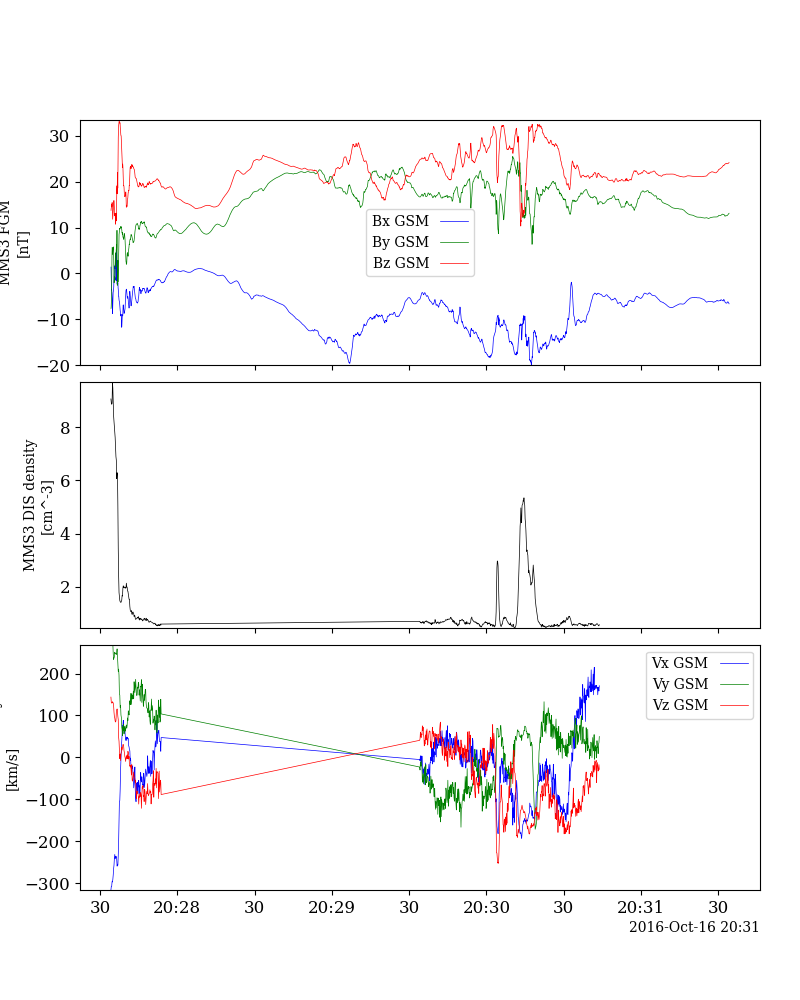 30
20
10
0
−10
−20
MMS3 FGM
[nT]
Bx GSM
By GSM
Bz GSM
8
6
4
2
MMS3 DIS density
[cm^-3]
200
100
0
−100
−200
−300
[km/s]
Vx GSM
Vy GSM
Vz GSM
30 20:28 30 20:29 30 20:30 30 20:31 30
2016-Oct-16 20:31